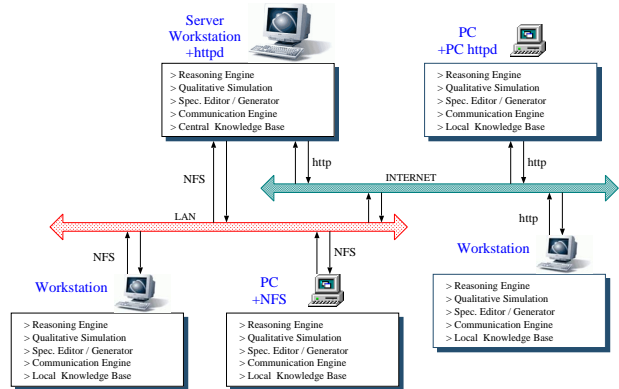 Server
Workstation
+httpd
PC
+PC httpd
> Reasoning Engine
> Qualitative Simulation
> Spec. Editor / Generator
> Communication Engine
> Central Knowledge Base
> Reasoning Engine
> Qualitative Simulation
> Spec. Editor / Generator
> Communication Engine
> Local Knowledge Base
NFS
http
http
INTERNET
LAN
http
NFS
NFS
Workstation
PC
+NFS
Workstation
> Reasoning Engine
> Qualitative Simulation
> Spec. Editor / Generator
> Communication Engine
> Local Knowledge Base
> Reasoning Engine
> Qualitative Simulation
> Spec. Editor / Generator
> Communication Engine
> Local Knowledge Base
> Reasoning Engine
> Qualitative Simulation
> Spec. Editor / Generator
> Communication Engine
> Local Knowledge Base